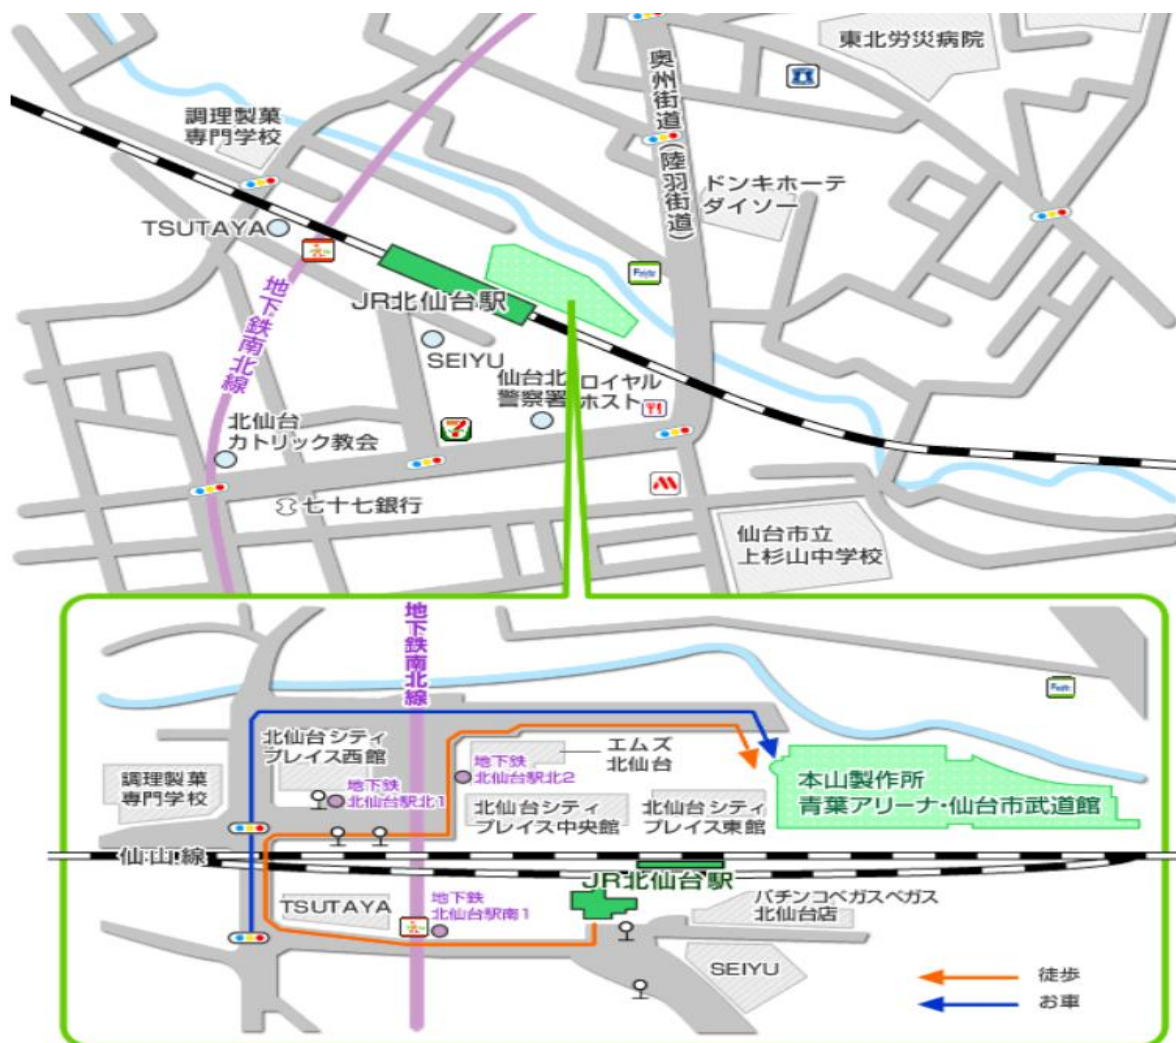 東北労災病院
調理製菓
専門学校
奥州街道(陸羽街道)
ドンキホーテ
ダイソー
TSUTAYA
地下鉄南北線
JR北仙台駅
SEIYU
仙台北
警察署
ロイヤル
ホスト
北仙台
カトリック教会
七十七銀行
仙台市立
上杉山中学校
地下鉄南北線
北仙台シティ
プレイス西館
エムズ
北仙台
地下鉄
北仙台駅北2
調理製菓
専門学校
地下鉄
北仙台駅北1
本山製作所
青葉アリーナ・仙台市武道館
北仙台シティ
プレイス中央館
北仙台シティ
プレイス東館
仙山線
JR北仙台駅
TSUTAYA
地下鉄
北仙台駅南1
パチンコベガスベガス
北仙台店
SEIYU
徒歩
お車